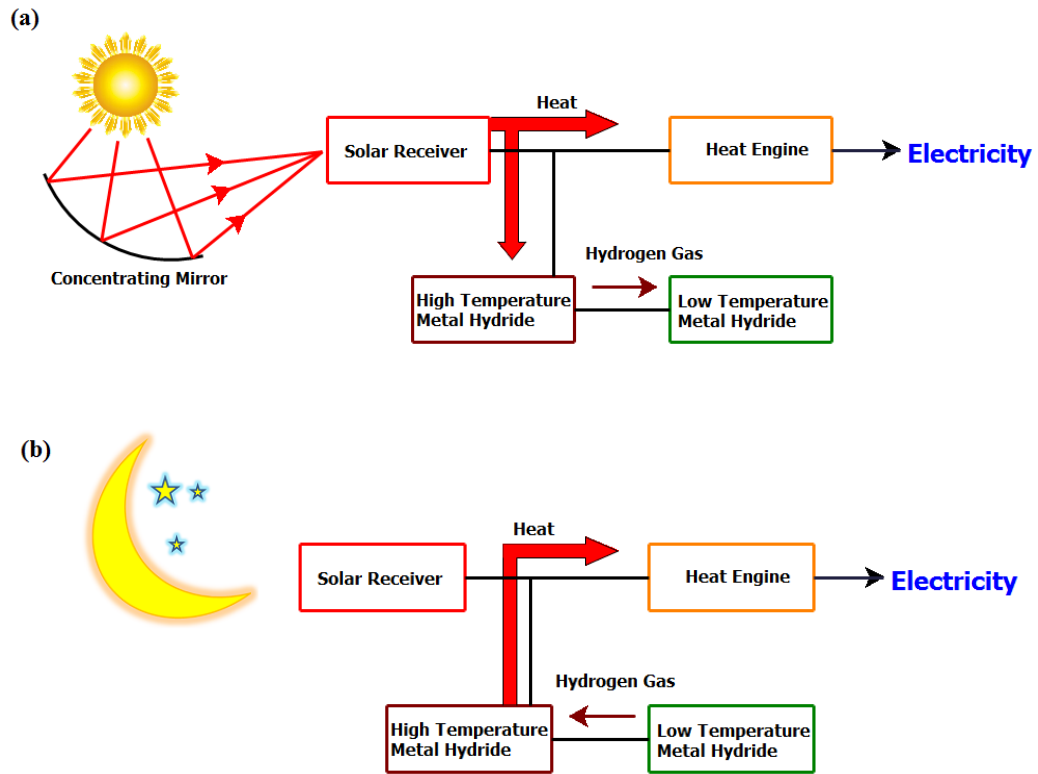 (a)
Heat
Solar Receiver
Heat Engine
Electricity
Concentrating Mirror
Hydrogen Gas
High Temperature
Metal Hydride
Low Temperature
Metal Hydride
(b)
Heat
Solar Receiver
Heat Engine
Electricity
Hydrogen Gas
High Temperature
Metal Hydride
Low Temperature
Metal Hydride